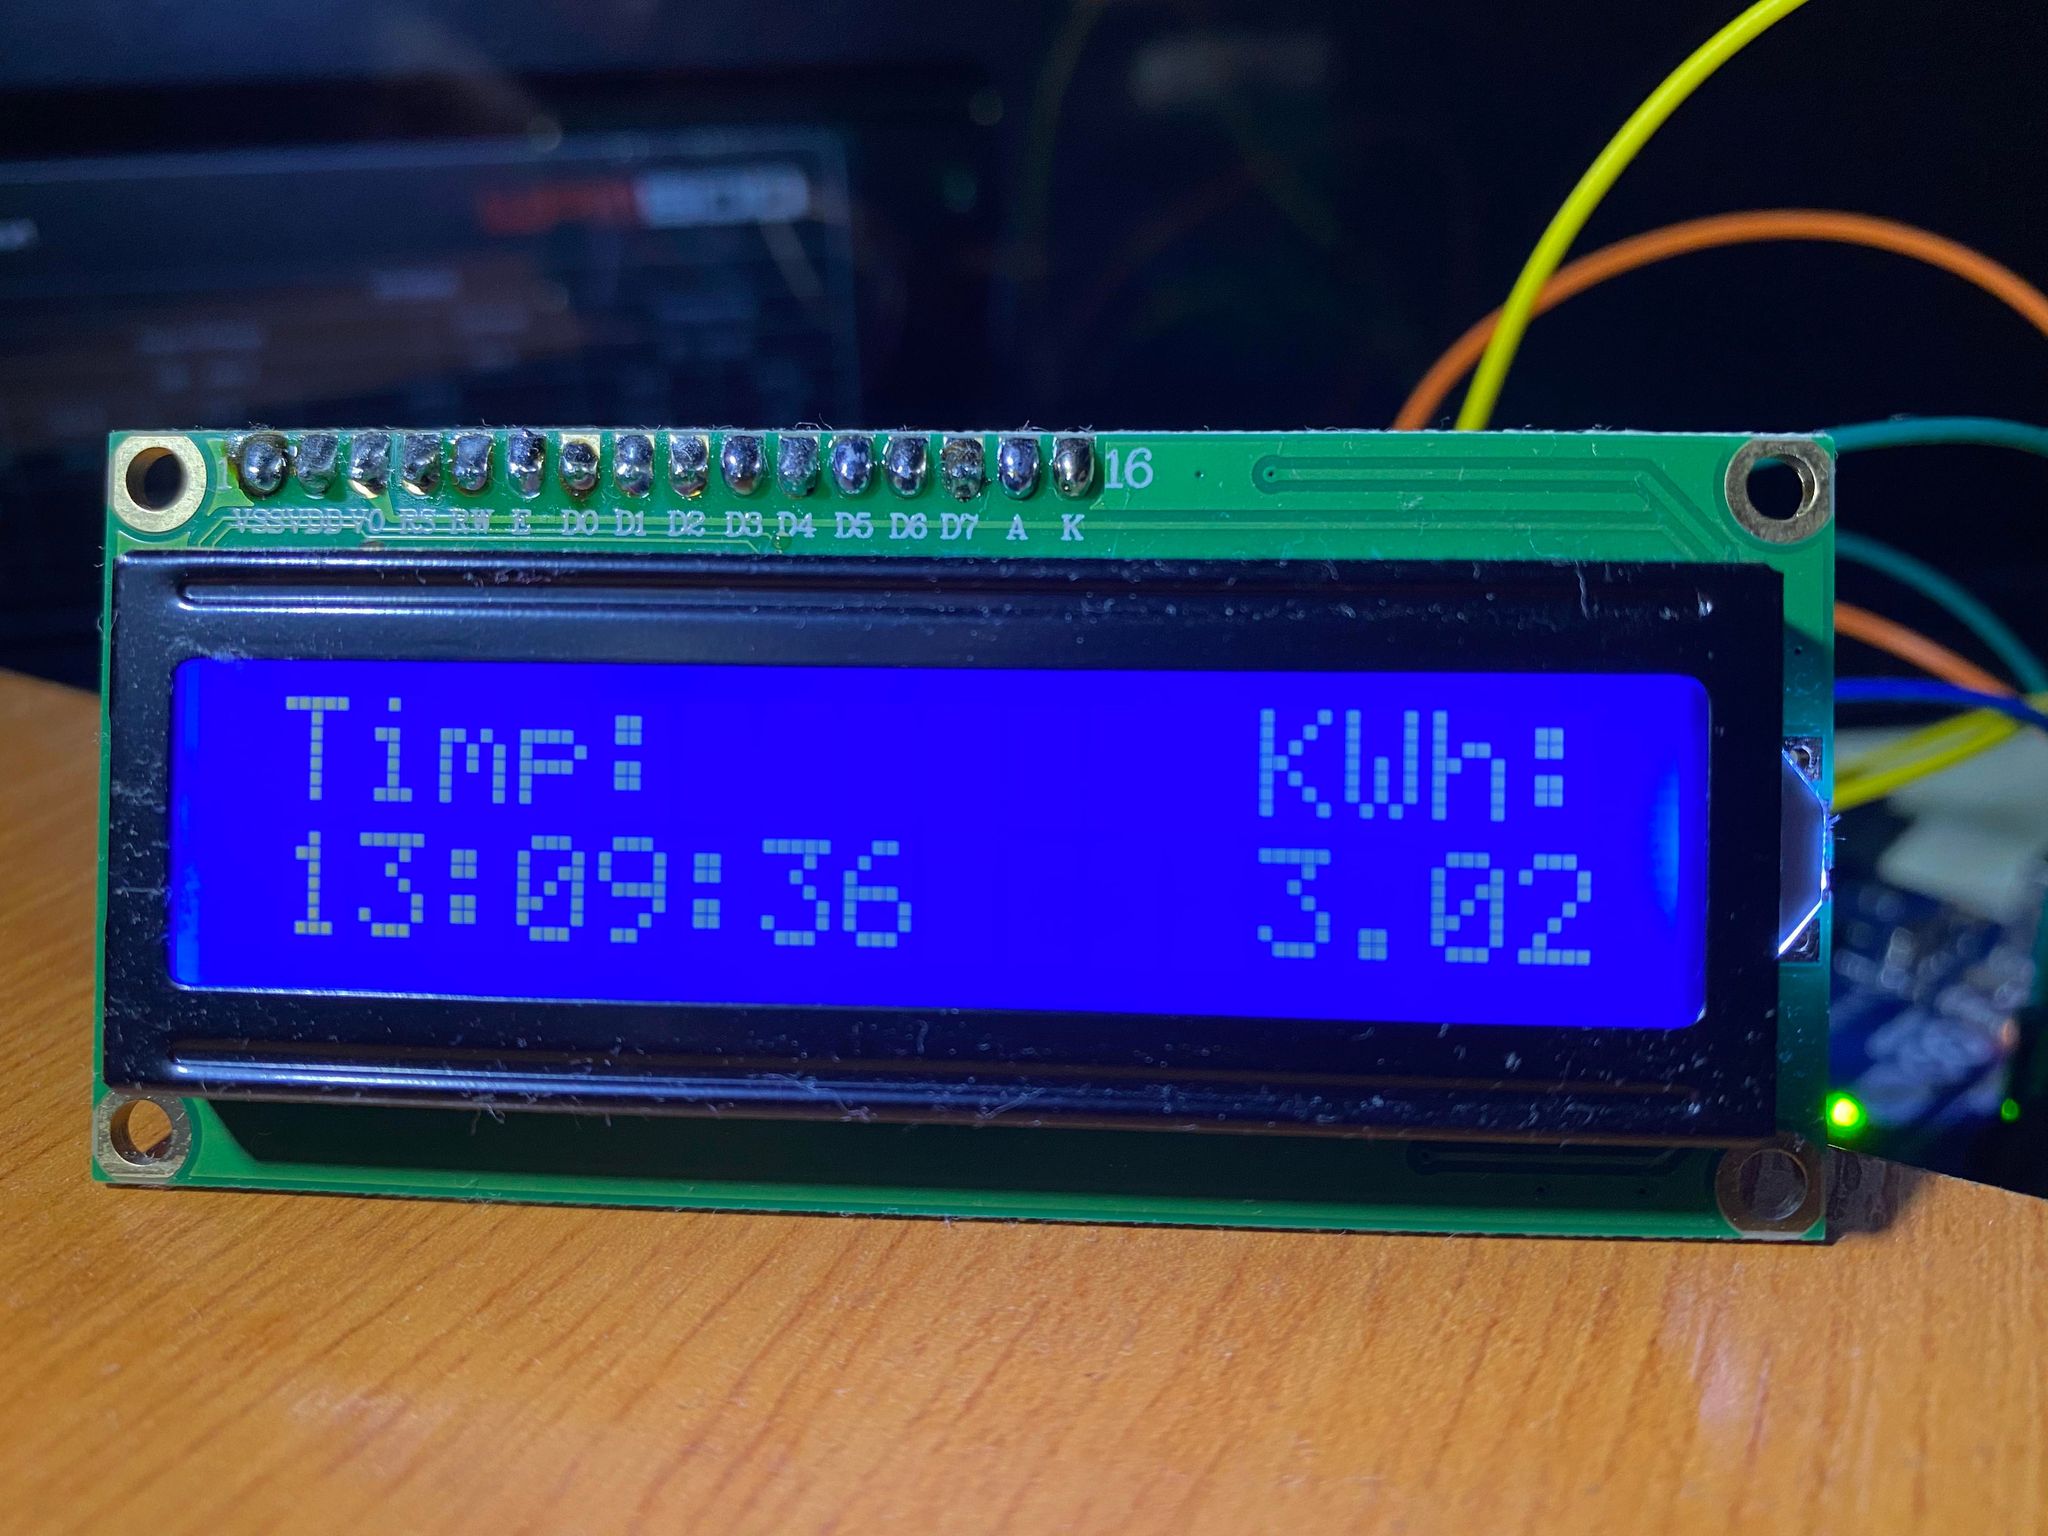 16
VSS VDD V0 RS RW E D0 D1 D2 D3 D4 D5 D6 D7 A K
Timp: KWh:
13:09:36 3.02